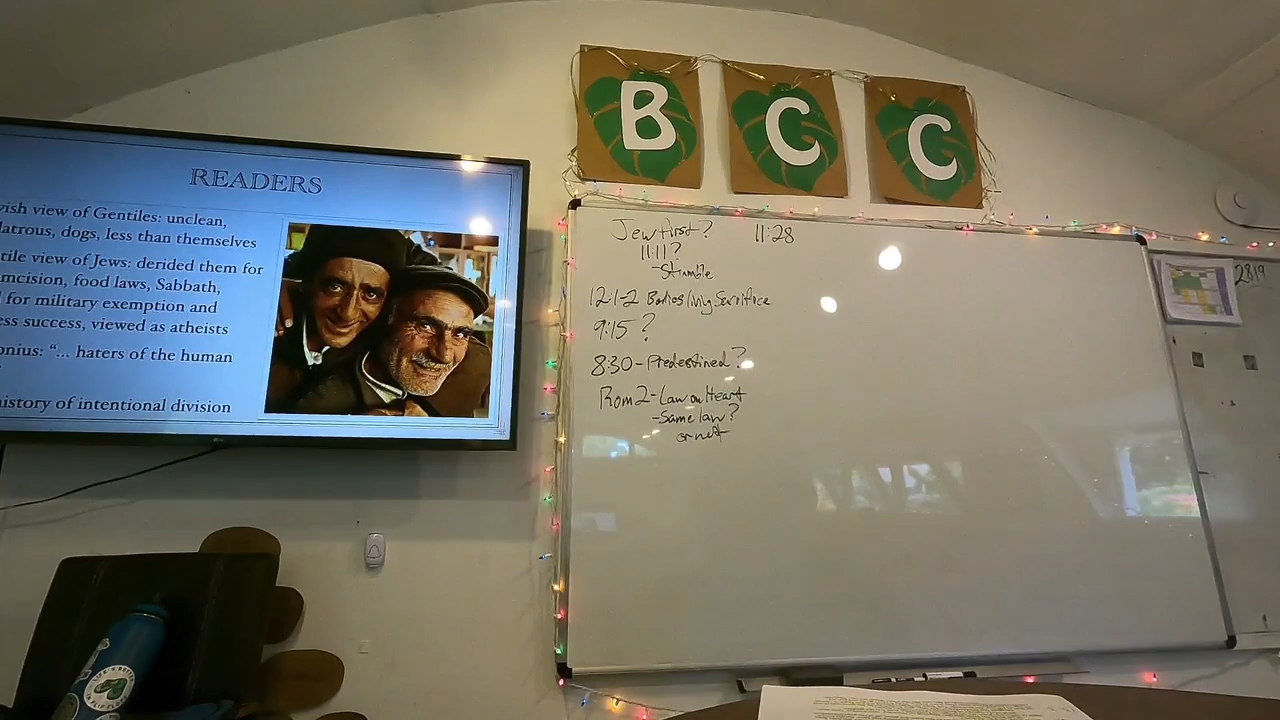 READERS
vish view of Gentiles: unclean,
latrous, dogs, less than themselves
tile view of Jews: derided them for
mcision, food laws, Sabbath,
for military exemption and
ess success, viewed as atheists
onius: “... haters of the human
history of intentional division
B C C
Jew first? 11:28
11:11?
-Stumble
12:1-2 Bodies living Sacrifice
9:15?
8:30-Predestined?
Rom 2-Law on Heart
-Same law?
or not
2819